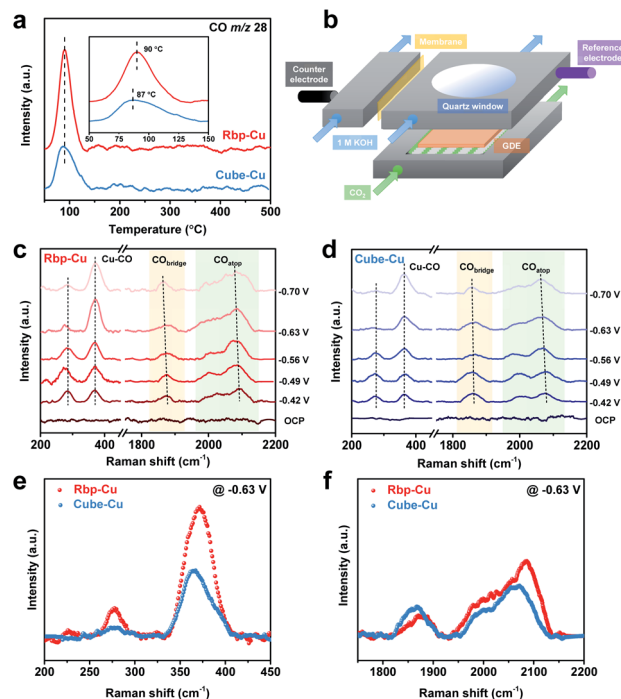 a
CO m/z 28
90 °C
87 °C
50 75 100 125 150
Rbp-Cu
Cube-Cu
100 200 300 400 500
Temperature (°C)
Intensity (a.u.)
b
Membrane
Counter electrode
Reference electrode
Quartz window
1 M KOH
GDE
CO₂
c
Rbp-Cu
Cu-CO
CObridge
COatop
-0.70 V
-0.63 V
-0.56 V
-0.49 V
-0.42 V
OCP
200 400 1800 2000 2200
Raman shift (cm⁻¹)
Intensity (a.u.)
d
Cube-Cu
Cu-CO
CObridge
COatop
-0.70 V
-0.63 V
-0.56 V
-0.49 V
-0.42 V
OCP
200 400 1800 2000 2200
Raman shift (cm⁻¹)
Intensity (a.u.)
e
Rbp-Cu
Cube-Cu
@ -0.63 V
200 250 300 350 400 450
Raman shift (cm⁻¹)
Intensity (a.u.)
f
Rbp-Cu
Cube-Cu
@ -0.63 V
1800 1900 2000 2100 2200
Raman shift (cm⁻¹)
Intensity (a.u.)